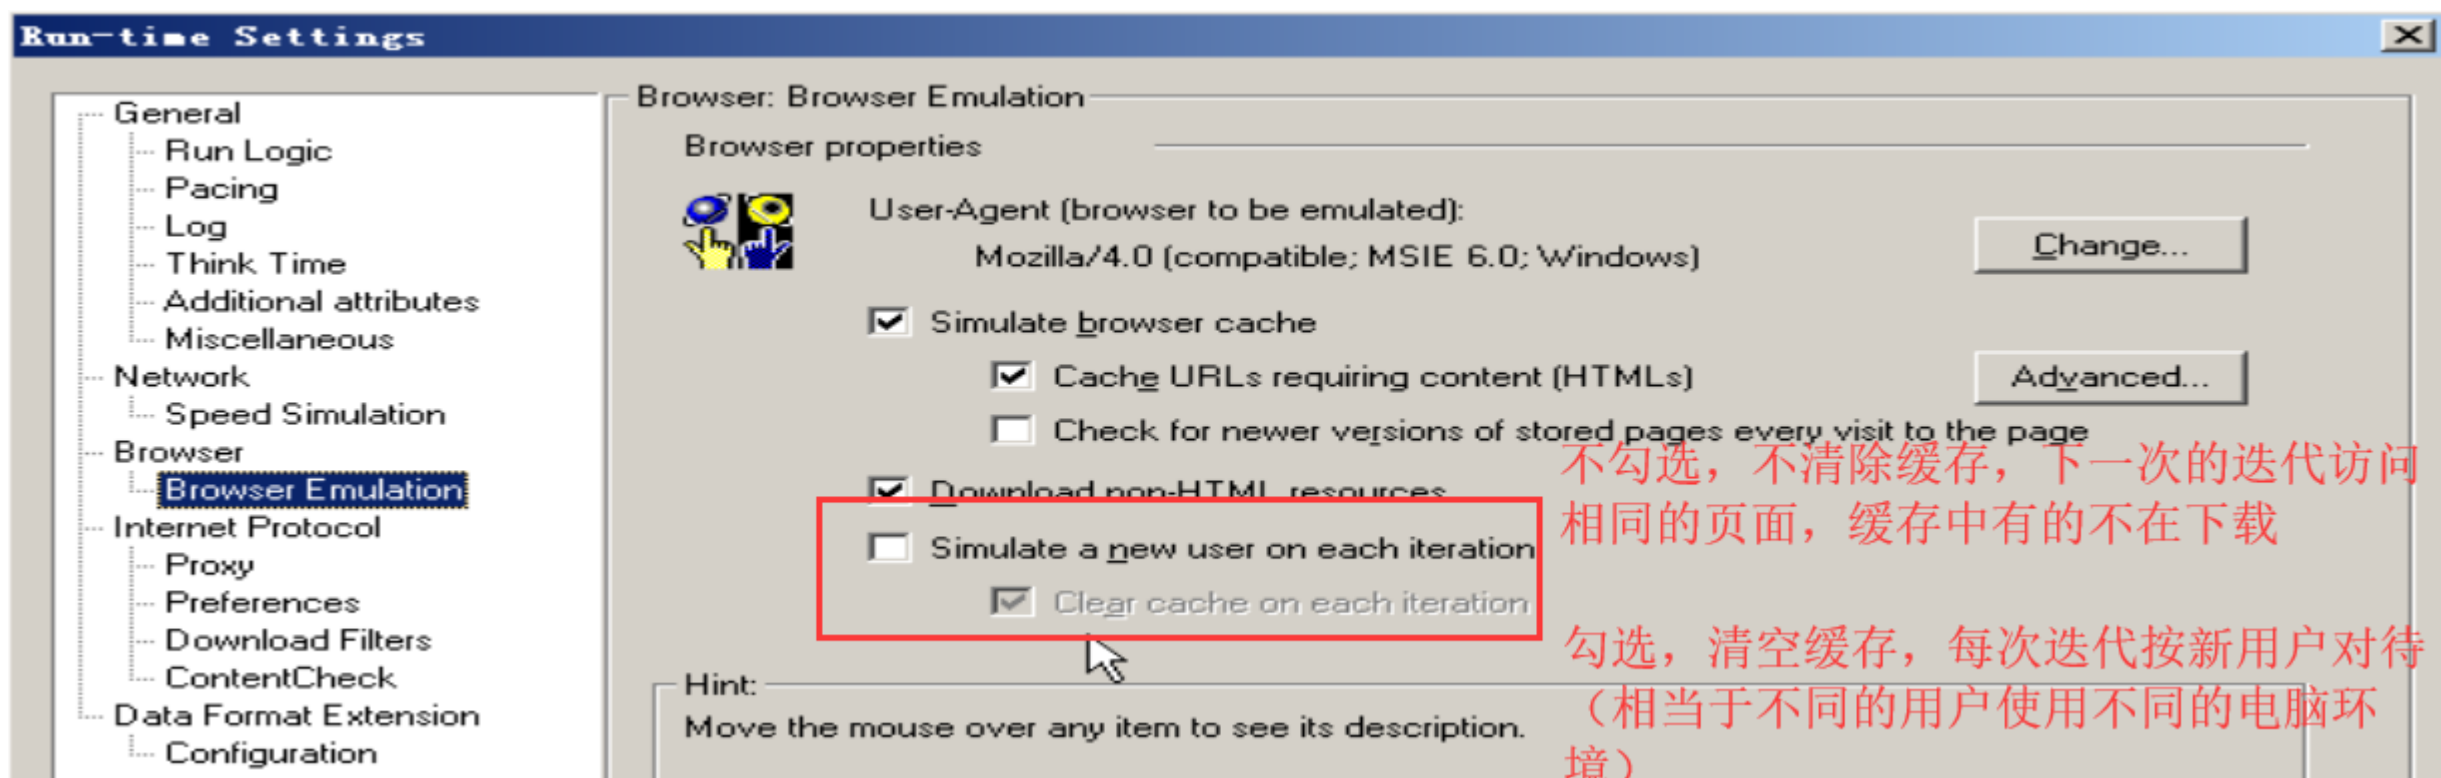 Run-time Settings
General
Run Logic
Pacing
Log
Think Time
Additional attributes
Miscellaneous
Network
Speed Simulation
Browser
Browser Emulation
Internet Protocol
Proxy
Preferences
Download Filters
ContentCheck
Data Format Extension
Configuration
Browser: Browser Emulation
Browser properties
User-Agent (browser to be emulated):
Mozilla/4.0 (compatible; MSIE 6.0; Windows)
Change...
Simulate browser cache
Cache URLs requiring content (HTMLs)
Advanced...
Check for newer versions of stored pages every visit to the page
不勾选，不清除缓存，下一次的迭代访问
相同的页面，缓存中有的不在下载
Download non-HTML resources
Simulate a new user on each iteration
Clear cache on each iteration
勾选，清空缓存，每次迭代按新用户对待
（相当于不同的用户使用不同的电脑环
境）
Hint:
Move the mouse over any item to see its description.